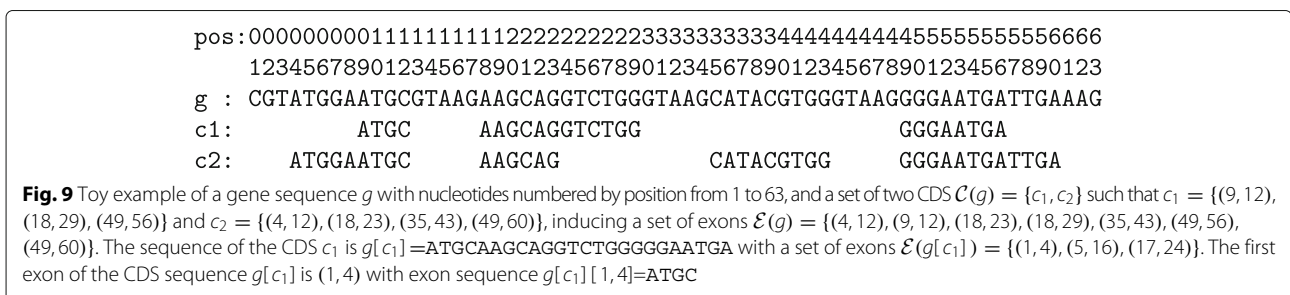 pos:000000000111111111122222222223333333333444444444455555555556666
123456789012345678901234567890123456789012345678901234567890123
g : CGTATGGAATGCGTAAGAAGCAGGTCTGGGTAAGCATACGTGGGTAAGGGGAATGATTGAAAG
c1: ATGC AAGCAGGTCTGG GGGAATGA
c2: ATGGAATGC AAGCAG CATACGTGG GGGAATGATTGA
Fig. 9 Toy example of a gene sequence g with nucleotides numbered by position from 1 to 63, and a set of two CDS 𝒞(g) = {c₁, c₂} such that c₁ = {(9, 12),
(18, 29), (49, 56)} and c₂ = {(4, 12), (18, 23), (35, 43), (49, 60)}, inducing a set of exons ℰ(g) = {(4, 12), (9, 12), (18, 23), (18, 29), (35, 43), (49, 56),
(49, 60)}. The sequence of the CDS c₁ is g[c₁] =ATGCAAGCAGGTCTGGGGGAATGA with a set of exons ℰ(g[c₁]) = {(1, 4), (5, 16), (17, 24)}. The first
exon of the CDS sequence g[c₁] is (1, 4) with exon sequence g[c₁][1, 4]=ATGC